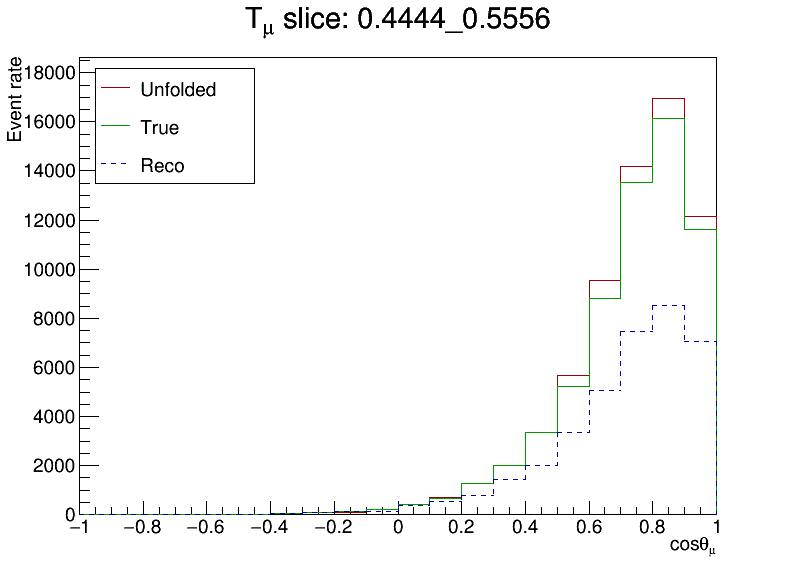 T_μ slice: 0.4444_0.5556
Event rate
18000
16000
14000
12000
10000
8000
6000
4000
2000
0
Unfolded
True
Reco
−1 −0.8 −0.6 −0.4 −0.2 0 0.2 0.4 0.6 0.8 1
cosθ_μ